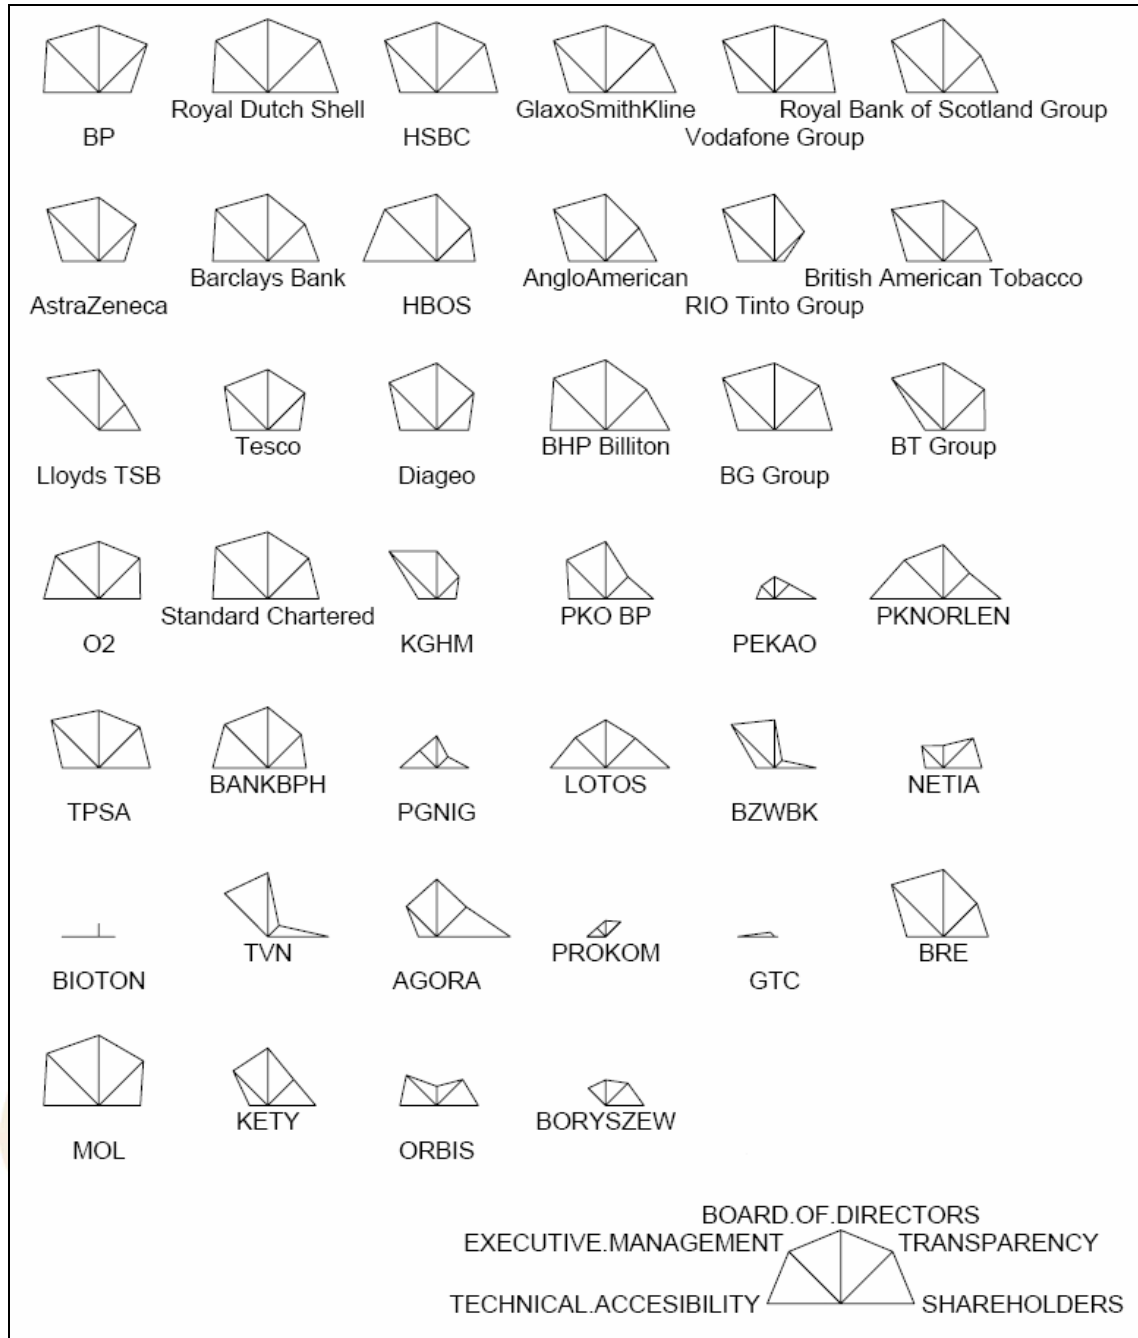 BP
Royal Dutch Shell
HSBC
GlaxoSmithKline
Vodafone Group
Royal Bank of Scotland Group
AstraZeneca
Barclays Bank
HBOS
AngloAmerican
RIO Tinto Group
British American Tobacco
Lloyds TSB
Tesco
Diageo
BHP Billiton
BG Group
BT Group
O2
Standard Chartered
KGHM
PKO BP
PEKAO
PKNORLEN
TPSA
BANKBPH
PGNIG
LOTOS
BZWBK
NETIA
BIOTON
TVN
AGORA
PROKOM
GTC
BRE
MOL
KETY
ORBIS
BORYSZEW
BOARD.OF.DIRECTORS
EXECUTIVE.MANAGEMENT
TRANSPARENCY
TECHNICAL.ACCESIBILITY
SHAREHOLDERS